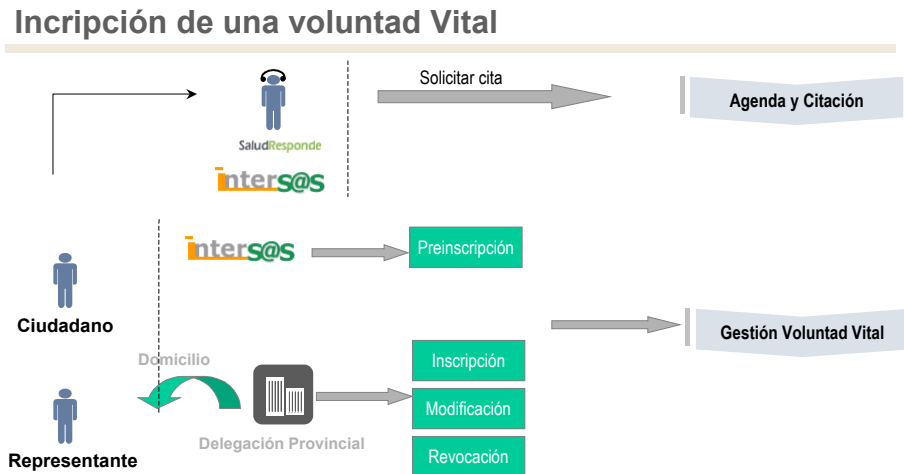 Incripción de una voluntad Vital
Solicitar cita
Agenda y Citación
SaludResponde
inters@s
inters@s
Preinscripción
Ciudadano
Gestión Voluntad Vital
Domicilio
Inscripción
Modificación
Delegación Provincial
Revocación
Representante